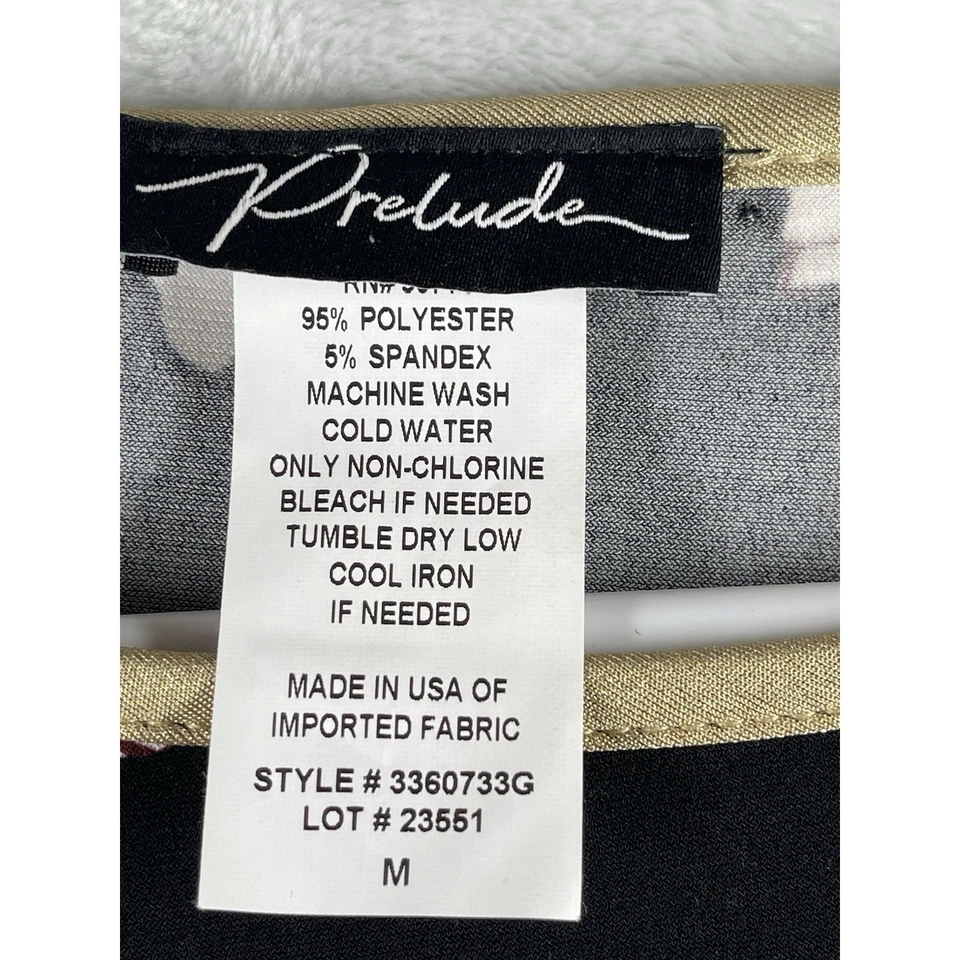 Prelude
RN#
95% POLYESTER
5% SPANDEX
MACHINE WASH
COLD WATER
ONLY NON-CHLORINE
BLEACH IF NEEDED
TUMBLE DRY LOW
COOL IRON
IF NEEDED
MADE IN USA OF
IMPORTED FABRIC
STYLE # 3360733G
LOT # 23551
M